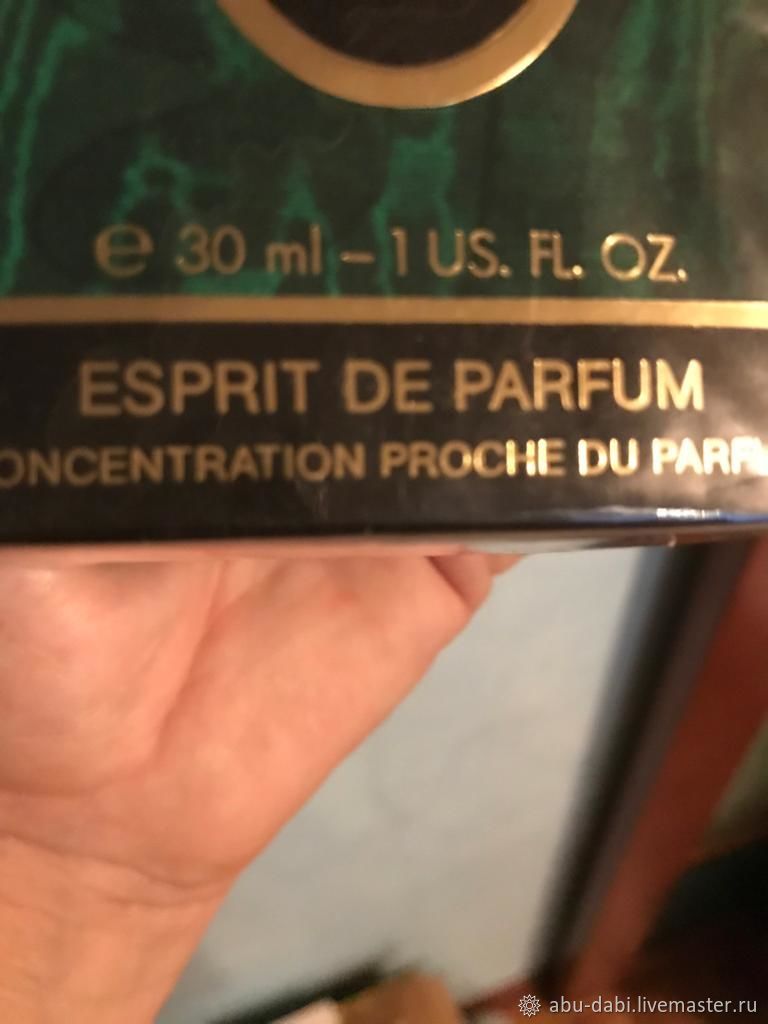 ℮ 30 ml – 1 US. FL. OZ.
ESPRIT DE PARFUM
ONCENTRATION PROCHE DU PARF
abu-dabi.livemaster.ru